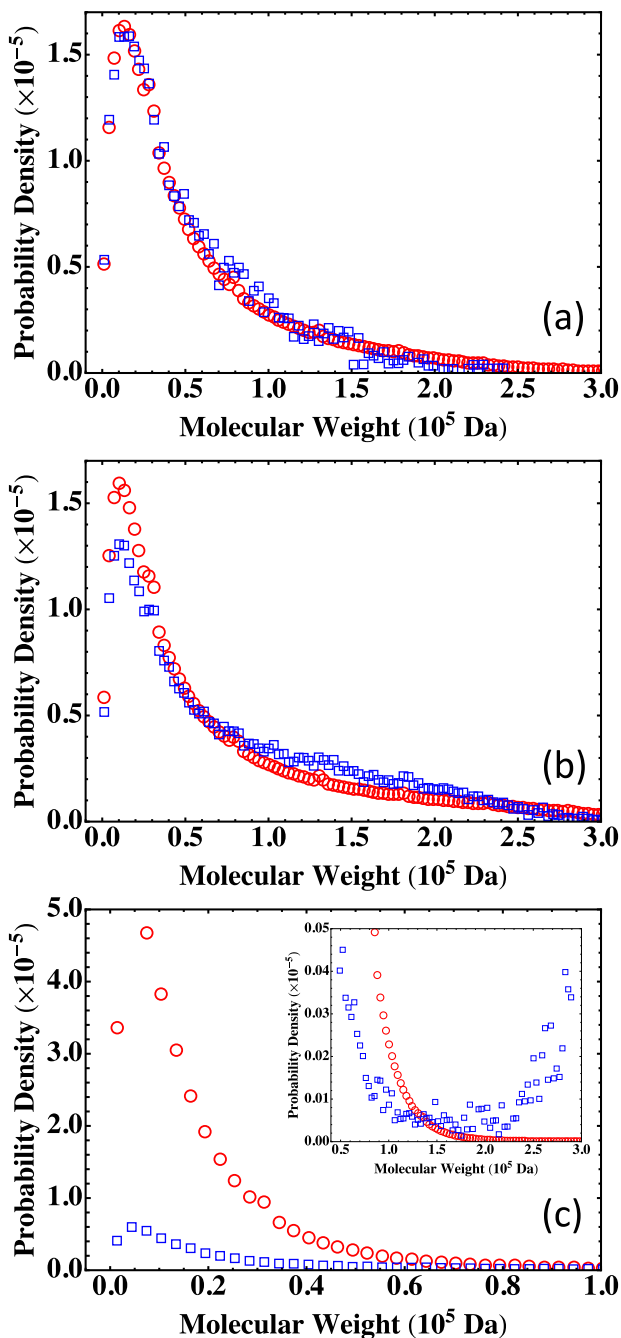 Probability Density (×10⁻⁵)
1.5
1.0
0.5
0.0
(a)
0.0 0.5 1.0 1.5 2.0 2.5 3.0
Molecular Weight (10⁵ Da)
Probability Density (×10⁻⁵)
1.5
1.0
0.5
0.0
(b)
0.0 0.5 1.0 1.5 2.0 2.5 3.0
Molecular Weight (10⁵ Da)
Probability Density (×10⁻⁵)
5.0
4.0
3.0
2.0
1.0
0.0
Probability Density (×10⁻⁵)
0.05
0.04
0.03
0.02
0.01
0.00
0.5 1.0 1.5 2.0 2.5 3.0
Molecular Weight (10⁵ Da)
(c)
0.0 0.2 0.4 0.6 0.8 1.0
Molecular Weight (10⁵ Da)